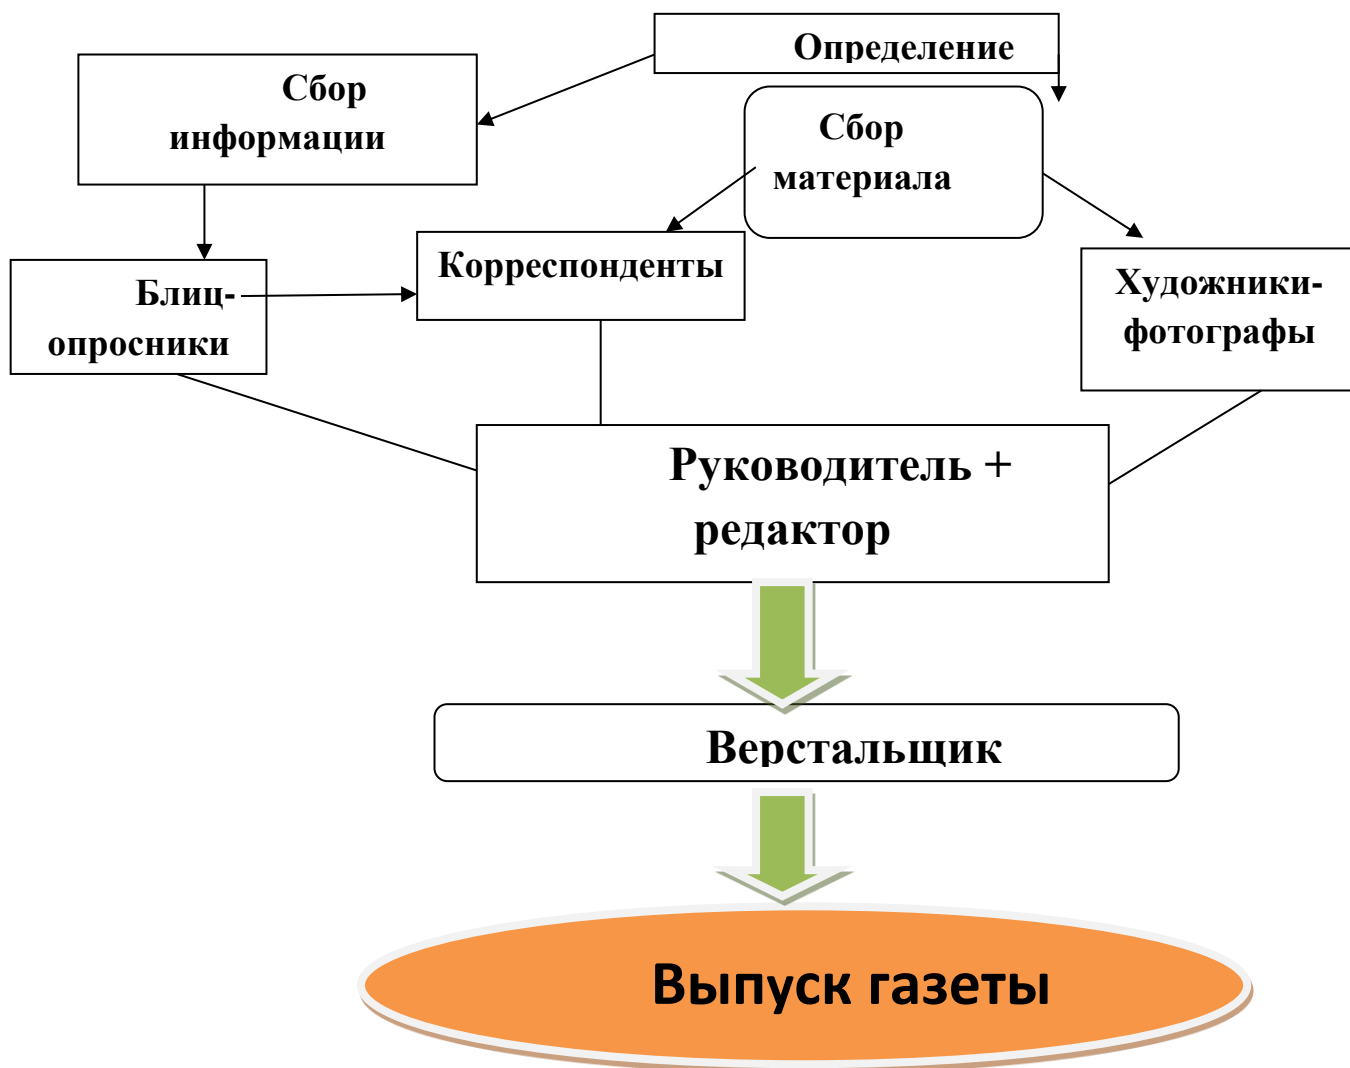 Определение
Сбор
информации
Сбор
материала
Корреспонденты
Блиц-
опросники
Художники-
фотографы
Руководитель +
редактор
Верстальщик
Выпуск газеты